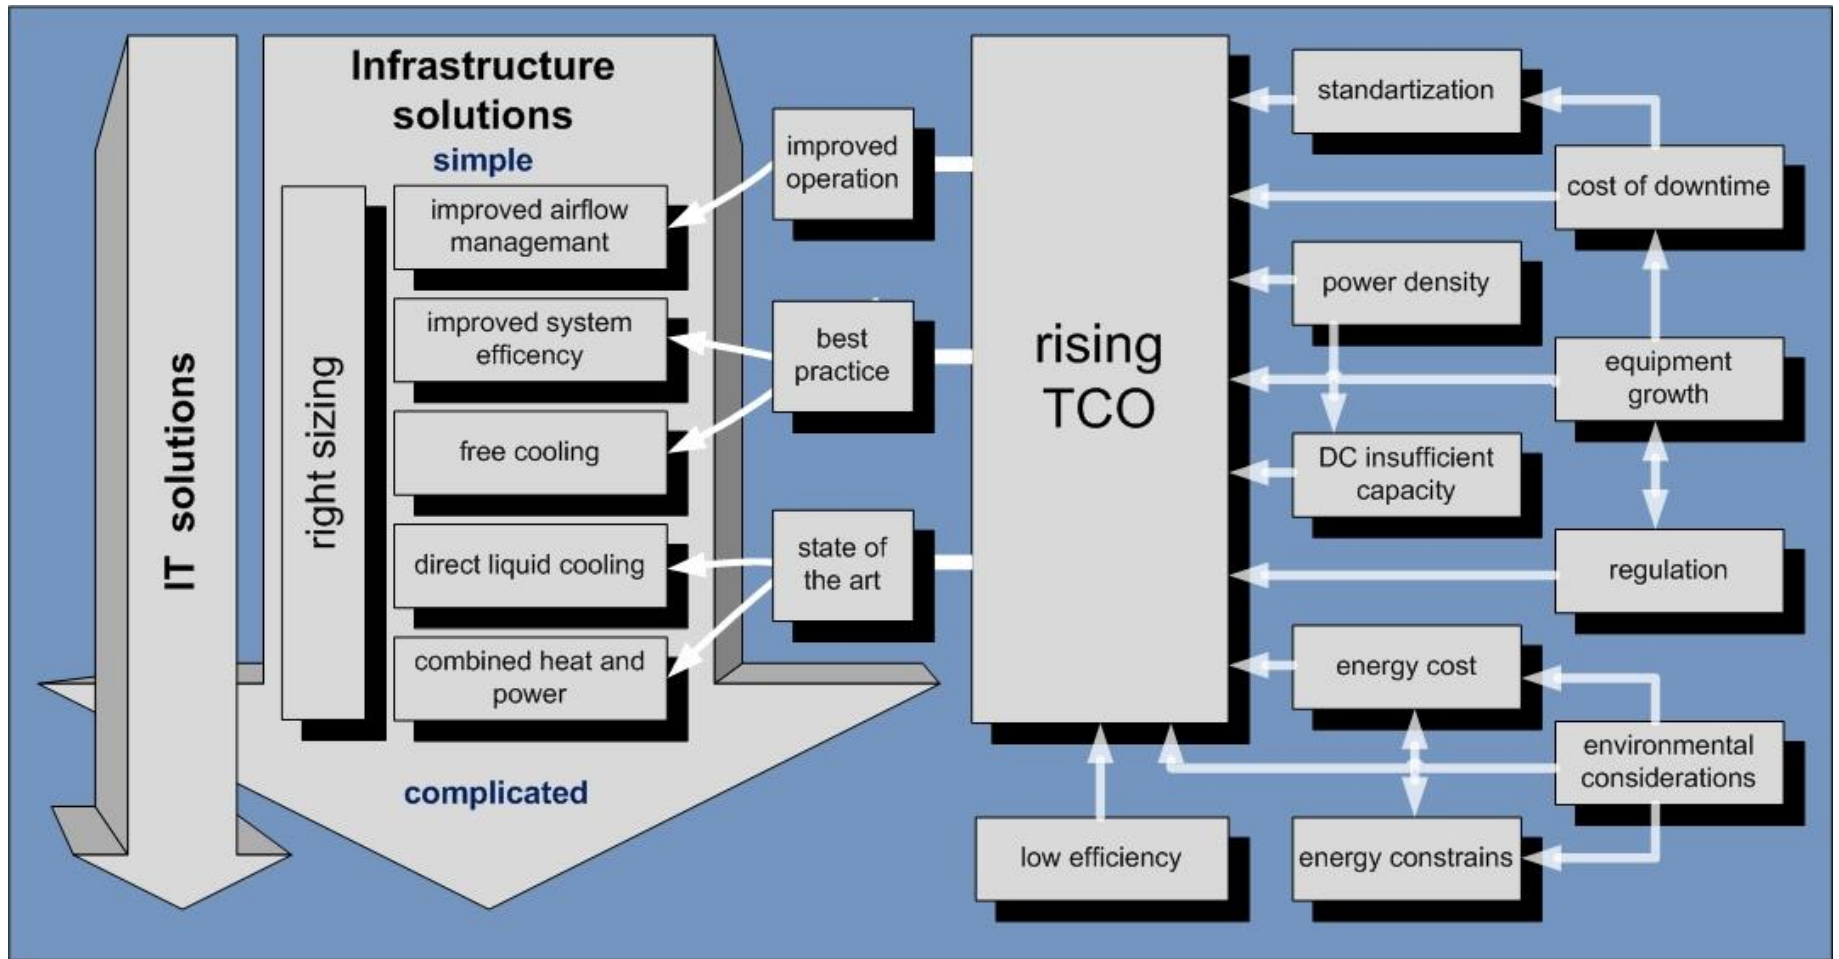 IT solutions
Infrastructure
solutions
simple
right sizing
improved airflow
managemant
improved system
efficency
free cooling
direct liquid cooling
combined heat and
power
complicated
improved
operation
best
practice
state of
the art
rising
TCO
standartization
cost of downtime
power density
equipment
growth
DC insufficient
capacity
regulation
energy cost
environmental
considerations
low efficiency
energy constrains